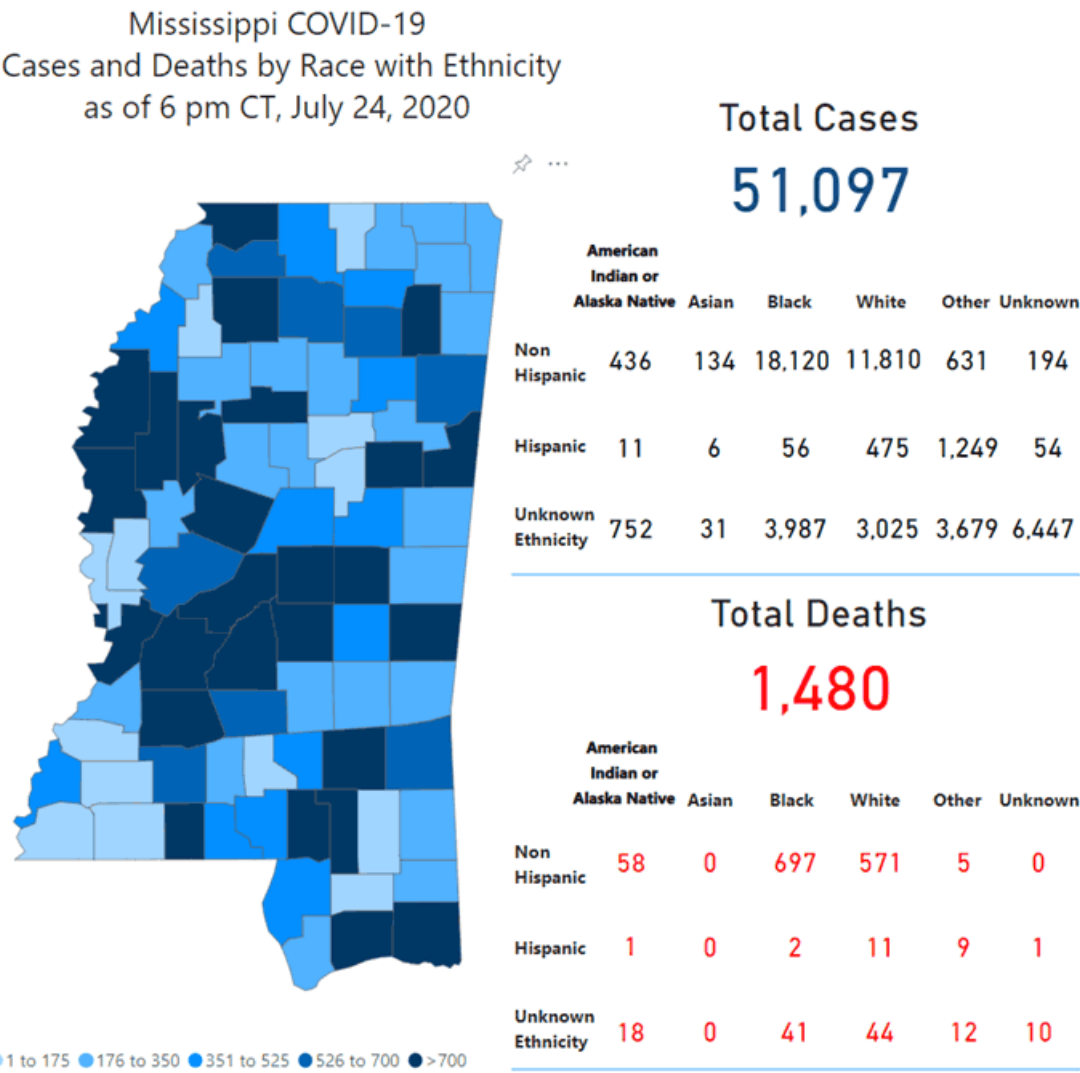 Mississippi COVID-19
Cases and Deaths by Race with Ethnicity
as of 6 pm CT, July 24, 2020
Total Cases
51,097
American
Indian or
Alaska Native Asian Black White Other Unknown
Non
Hispanic 436 134 18,120 11,810 631 194
Hispanic 11 6 56 475 1,249 54
Unknown
Ethnicity 752 31 3,987 3,025 3,679 6,447
Total Deaths
1,480
American
Indian or
Alaska Native Asian Black White Other Unknown
Non
Hispanic 58 0 697 571 5 0
Hispanic 1 0 2 11 9 1
Unknown
Ethnicity 18 0 41 44 12 10
1 to 175 176 to 350 351 to 525 526 to 700 >700